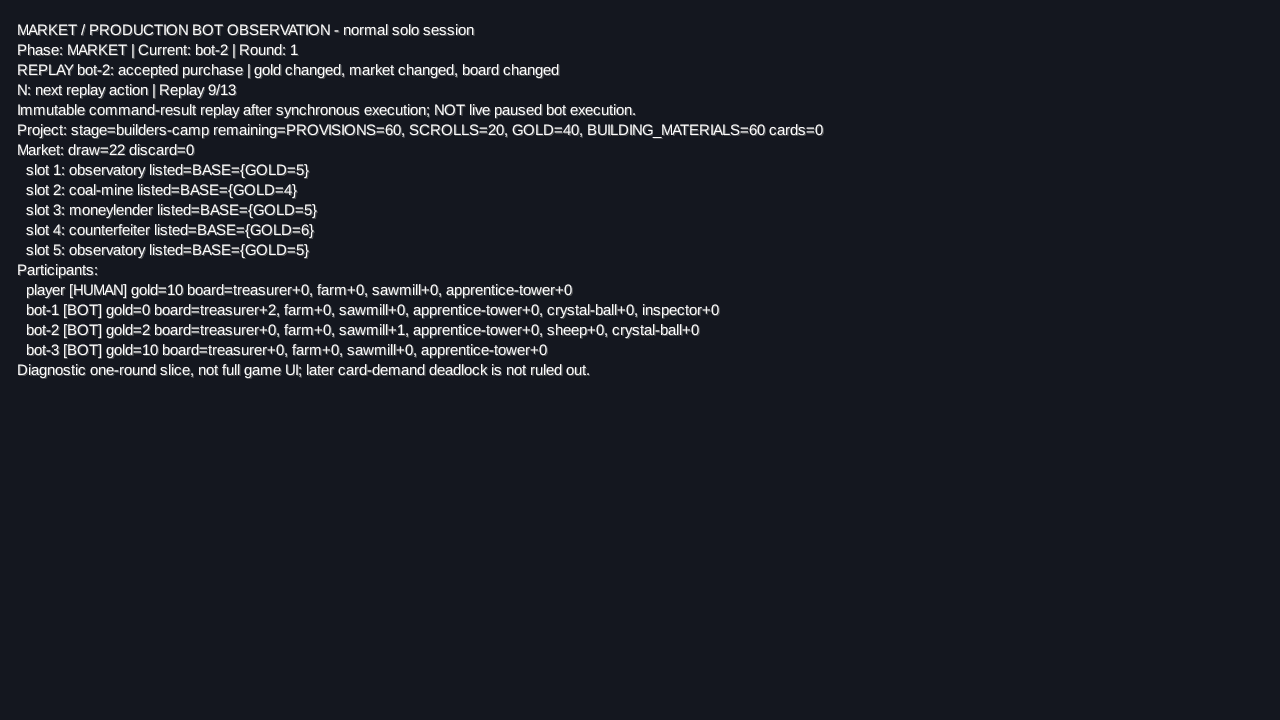 MARKET / PRODUCTION BOT OBSERVATION - normal solo session
Phase: MARKET | Current: bot-2 | Round: 1
REPLAY bot-2: accepted purchase | gold changed, market changed, board changed
N: next replay action | Replay 9/13
Immutable command-result replay after synchronous execution; NOT live paused bot execution.
Project: stage=builders-camp remaining=PROVISIONS=60, SCROLLS=20, GOLD=40, BUILDING_MATERIALS=60 cards=0
Market: draw=22 discard=0
slot 1: observatory listed=BASE={GOLD=5}
slot 2: coal-mine listed=BASE={GOLD=4}
slot 3: moneylender listed=BASE={GOLD=5}
slot 4: counterfeiter listed=BASE={GOLD=6}
slot 5: observatory listed=BASE={GOLD=5}
Participants:
player [HUMAN] gold=10 board=treasurer+0, farm+0, sawmill+0, apprentice-tower+0
bot-1 [BOT] gold=0 board=treasurer+2, farm+0, sawmill+0, apprentice-tower+0, crystal-ball+0, inspector+0
bot-2 [BOT] gold=2 board=treasurer+0, farm+0, sawmill+1, apprentice-tower+0, sheep+0, crystal-ball+0
bot-3 [BOT] gold=10 board=treasurer+0, farm+0, sawmill+0, apprentice-tower+0
Diagnostic one-round slice, not full game UI; later card-demand deadlock is not ruled out.